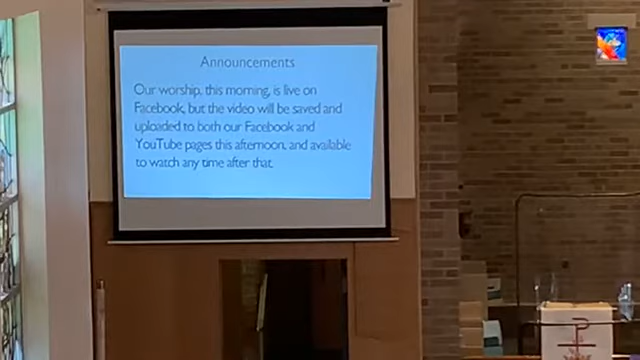 Announcements
Our worship, this morning, is live on
Facebook, but the video will be saved and
uploaded to both our Facebook and
YouTube pages this afternoon, and available
to watch any time after that.